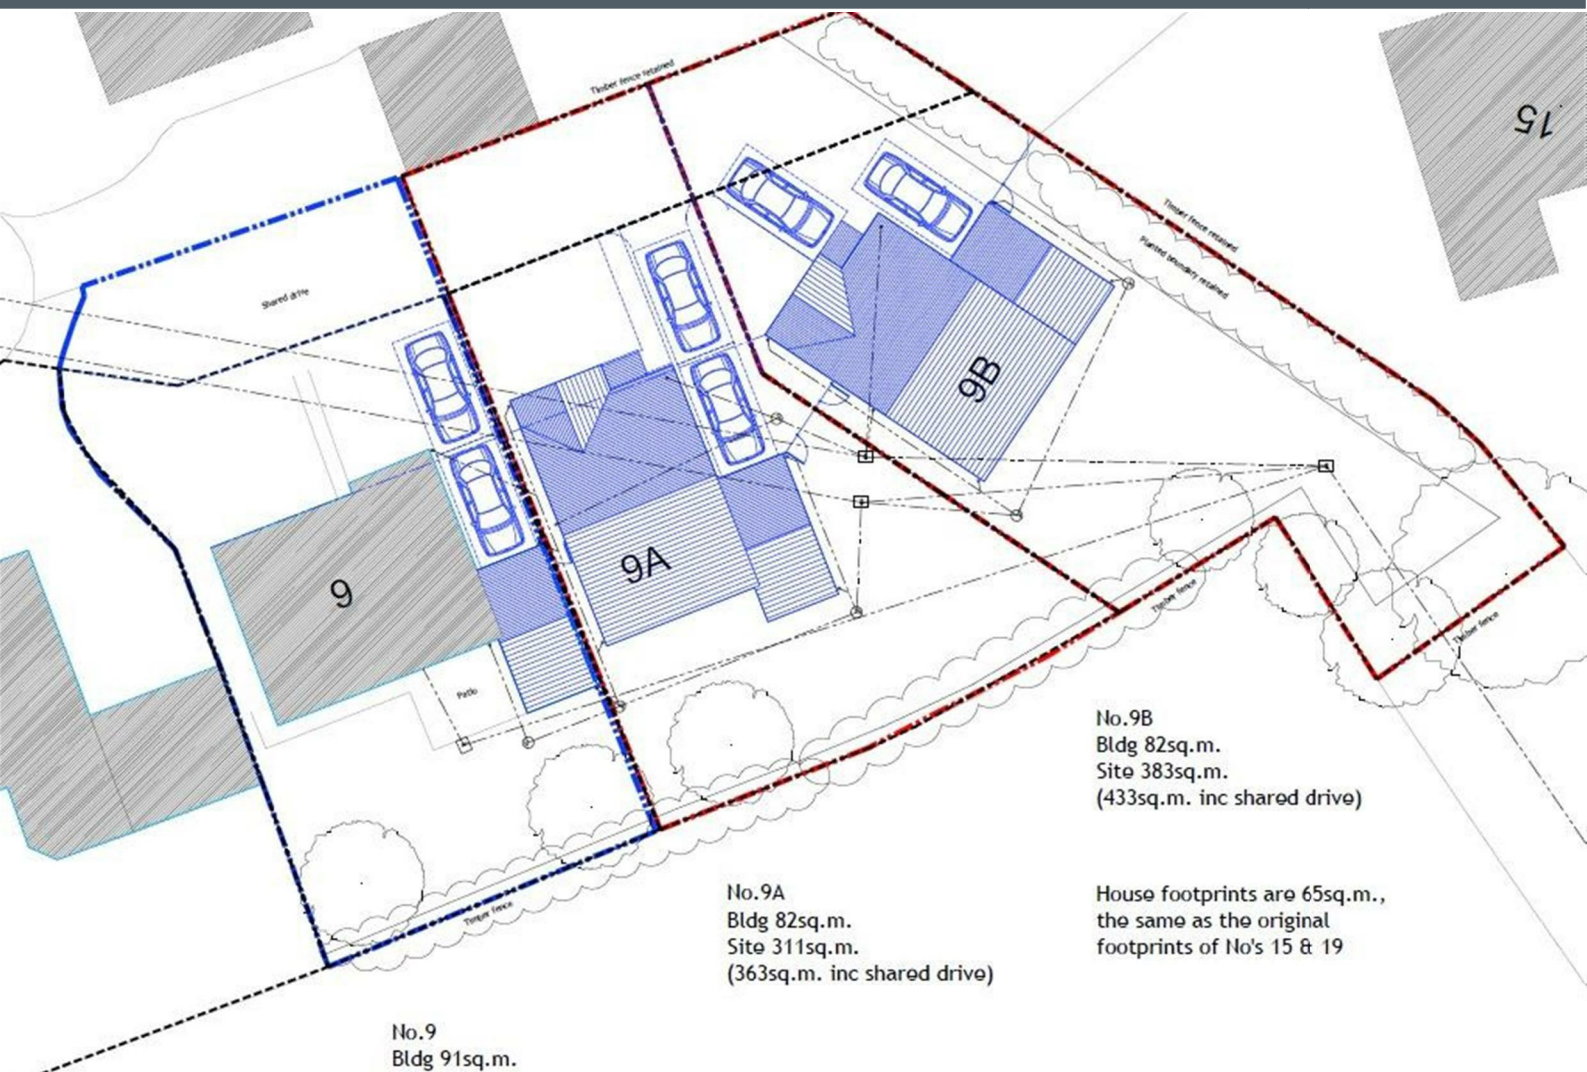 Timber fence retained
15
Timber fence retained
Planted boundary retained
Shared drive
9B
9A
9
Timber fence
Timber fence
Patio
Timber fence
No.9B
Bldg 82sq.m.
Site 383sq.m.
(433sq.m. inc shared drive)
No.9A
Bldg 82sq.m.
Site 311sq.m.
(363sq.m. inc shared drive)
House footprints are 65sq.m.,
the same as the original
footprints of No's 15 & 19
No.9
Bldg 91sq.m.